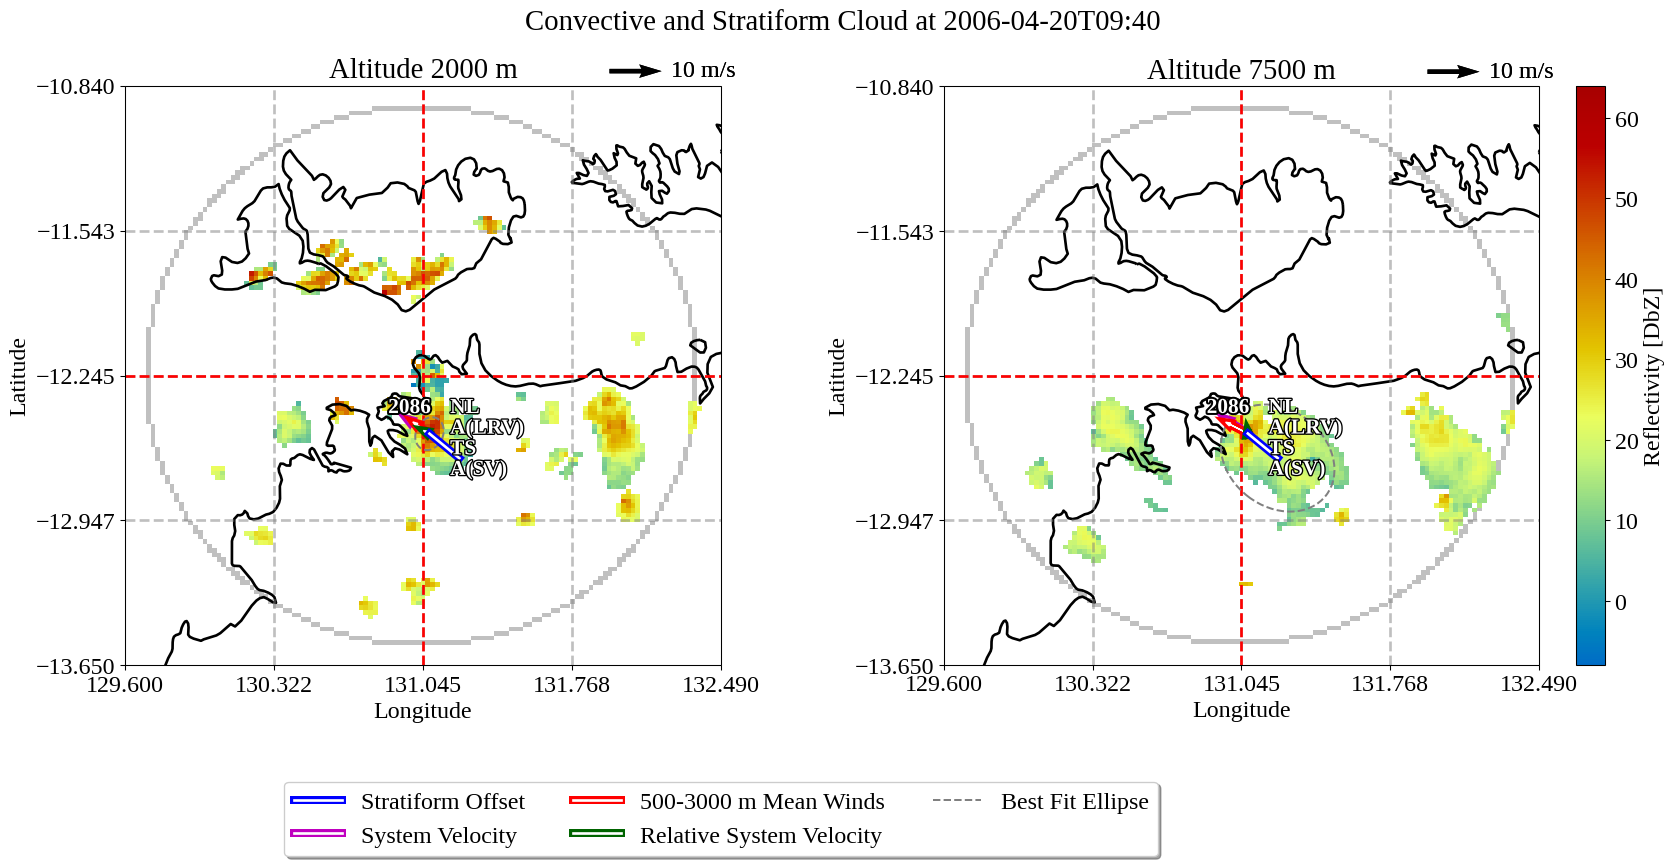 Convective and Stratiform Cloud at 2006-04-20T09:40
Altitude 2000 m
10 m/s
Altitude 7500 m
10 m/s
−10.840
−11.543
−12.245
−12.947
−13.650
129.600
130.322
131.045
131.768
132.490
Latitude
Longitude
2086
NL
A(LRV)
TS
A(SV)
−10.840
−11.543
−12.245
−12.947
−13.650
129.600
130.322
131.045
131.768
132.490
Latitude
Longitude
2086
NL
A(LRV)
TS
A(SV)
60
50
40
30
20
10
0
Reflectivity [DbZ]
Stratiform Offset
System Velocity
500-3000 m Mean Winds
Relative System Velocity
Best Fit Ellipse